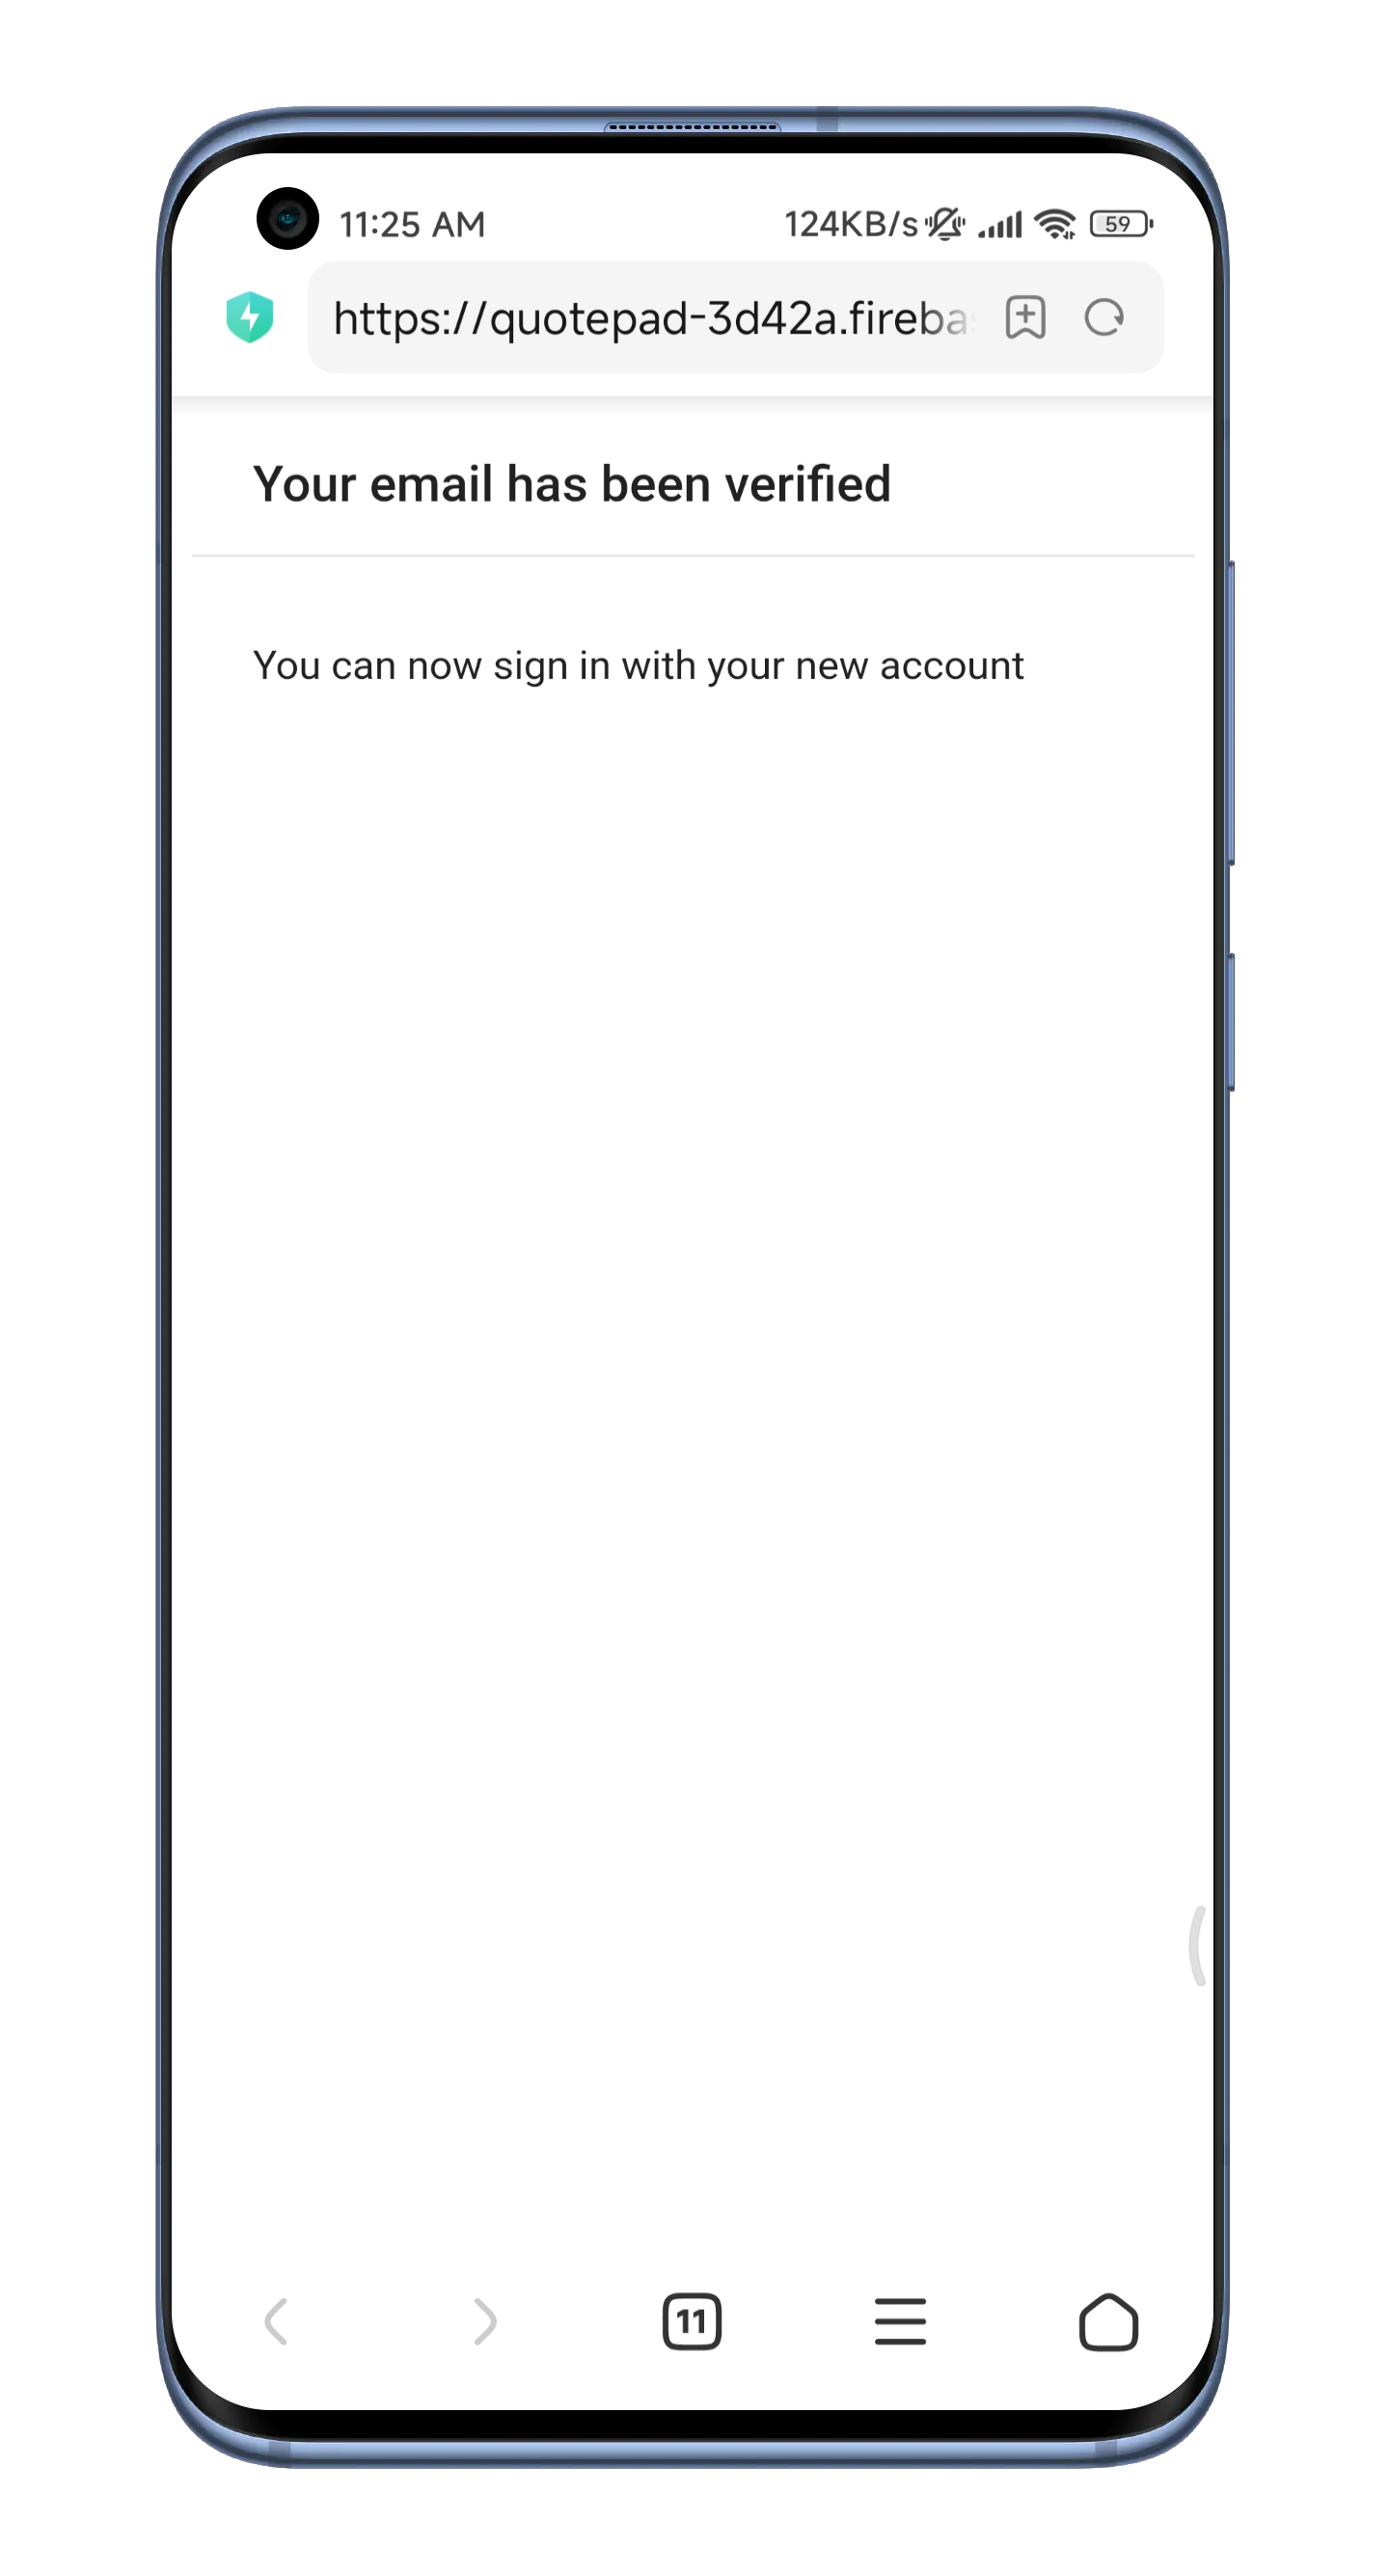 11:25 AM 124KB/s 59
https://quotepad-3d42a.fireba
Your email has been verified
You can now sign in with your new account
11